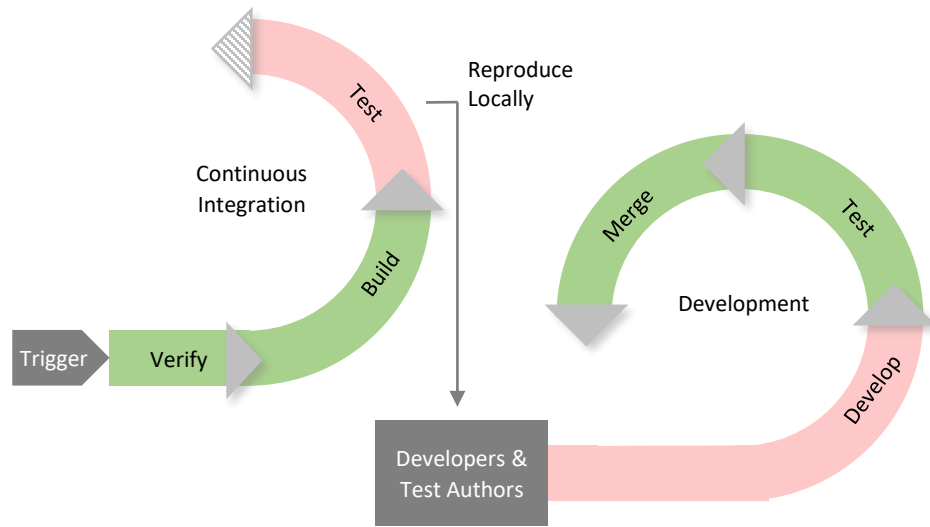 Test
Reproduce
Locally
Continuous
Integration
Build
Trigger
Verify
Merge
Test
Development
Develop
Developers &
Test Authors